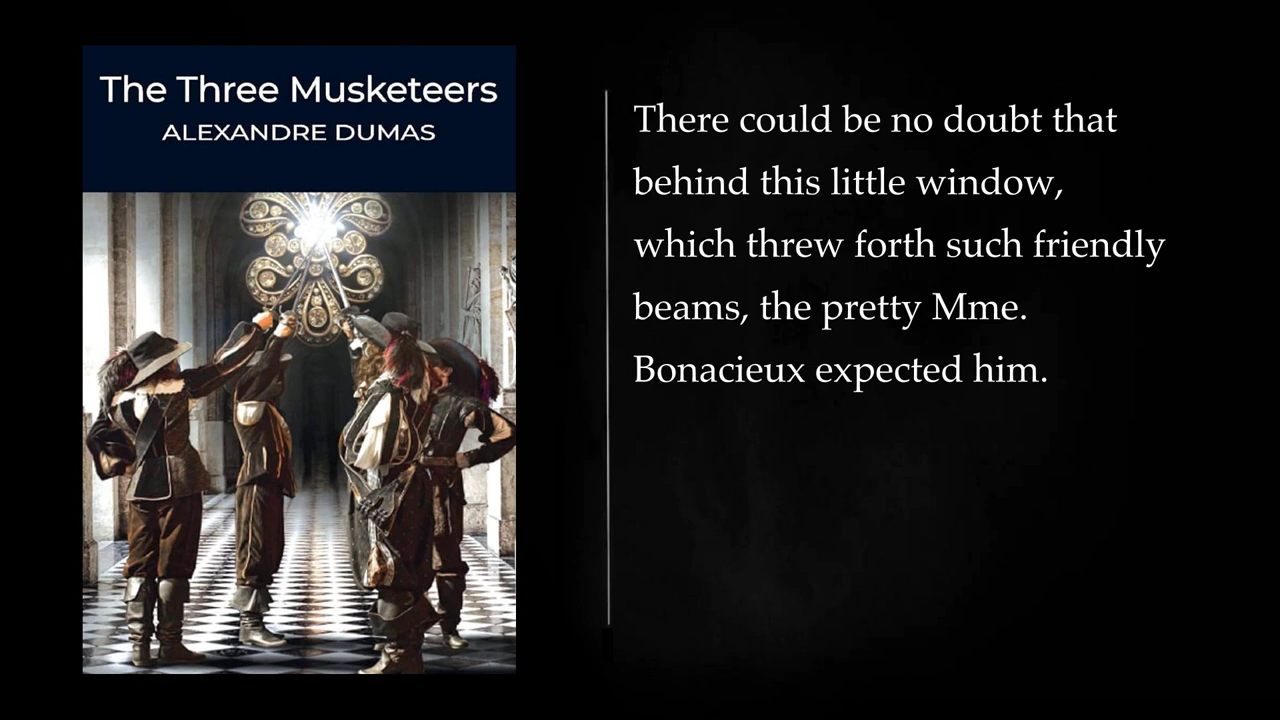 The Three Musketeers
ALEXANDRE DUMAS
There could be no doubt that
behind this little window,
which threw forth such friendly
beams, the pretty Mme.
Bonacieux expected him.